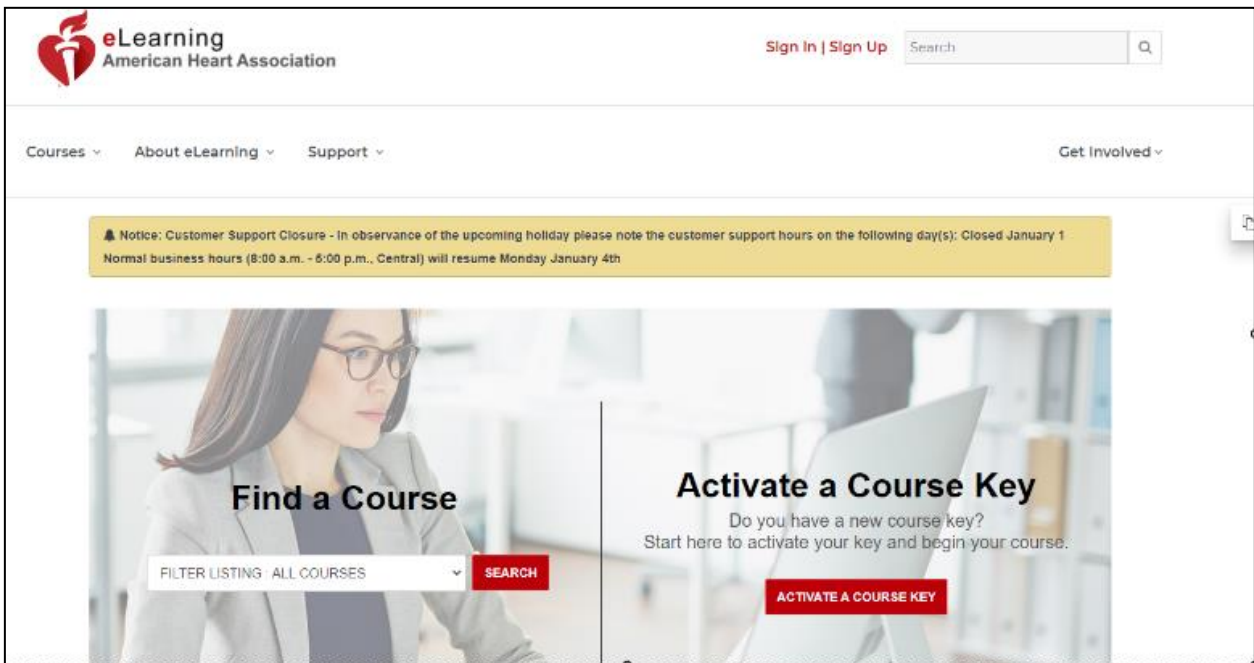 eLearning
American Heart Association
Sign In | Sign Up
Search
Courses
About eLearning
Support
Get Involved
Notice: Customer Support Closure - In observance of the upcoming holiday please note the customer support hours on the following day(s): Closed January 1
Normal business hours (8:00 a.m. - 6:00 p.m., Central) will resume Monday January 4th
Find a Course
FILTER LISTING : ALL COURSES
SEARCH
Activate a Course Key
Do you have a new course key?
Start here to activate your key and begin your course.
ACTIVATE A COURSE KEY